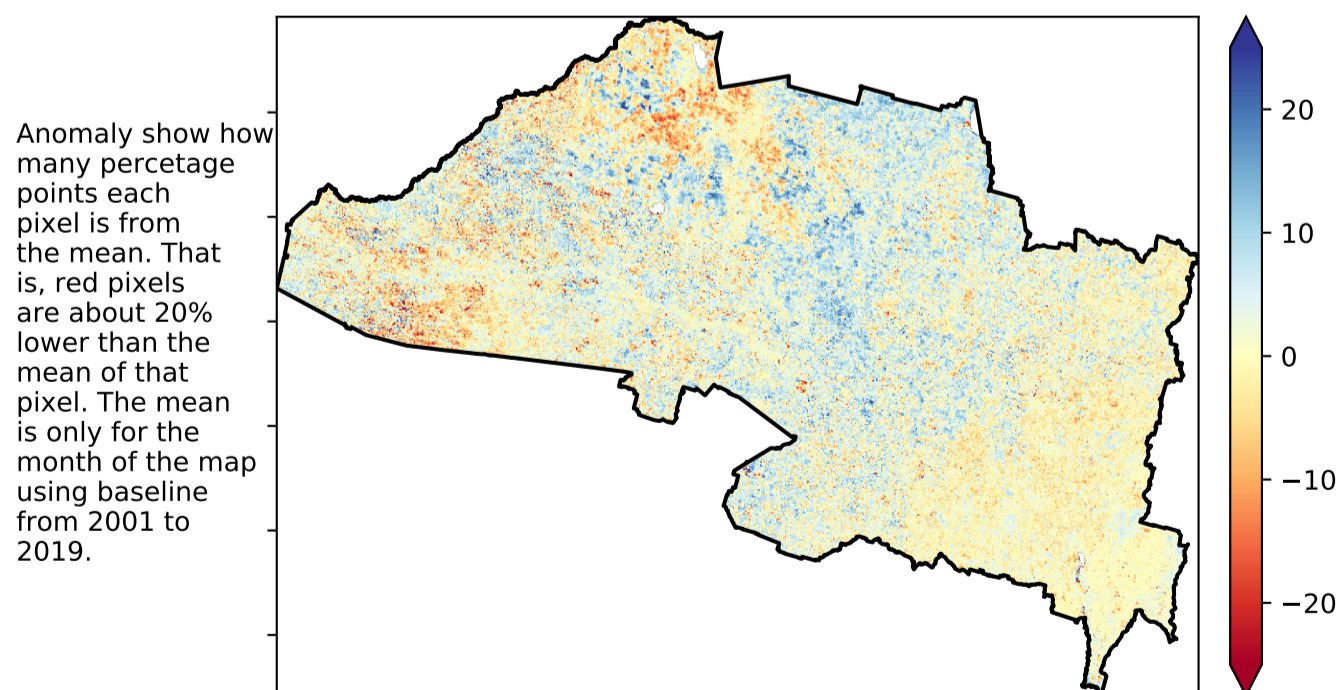 Anomaly show how
many percetage
points each
pixel is from
the mean. That
is, red pixels
are about 20%
lower than the
mean of that
pixel. The mean
is only for the
month of the map
using baseline
from 2001 to
2019.
20
10
0
−10
−20